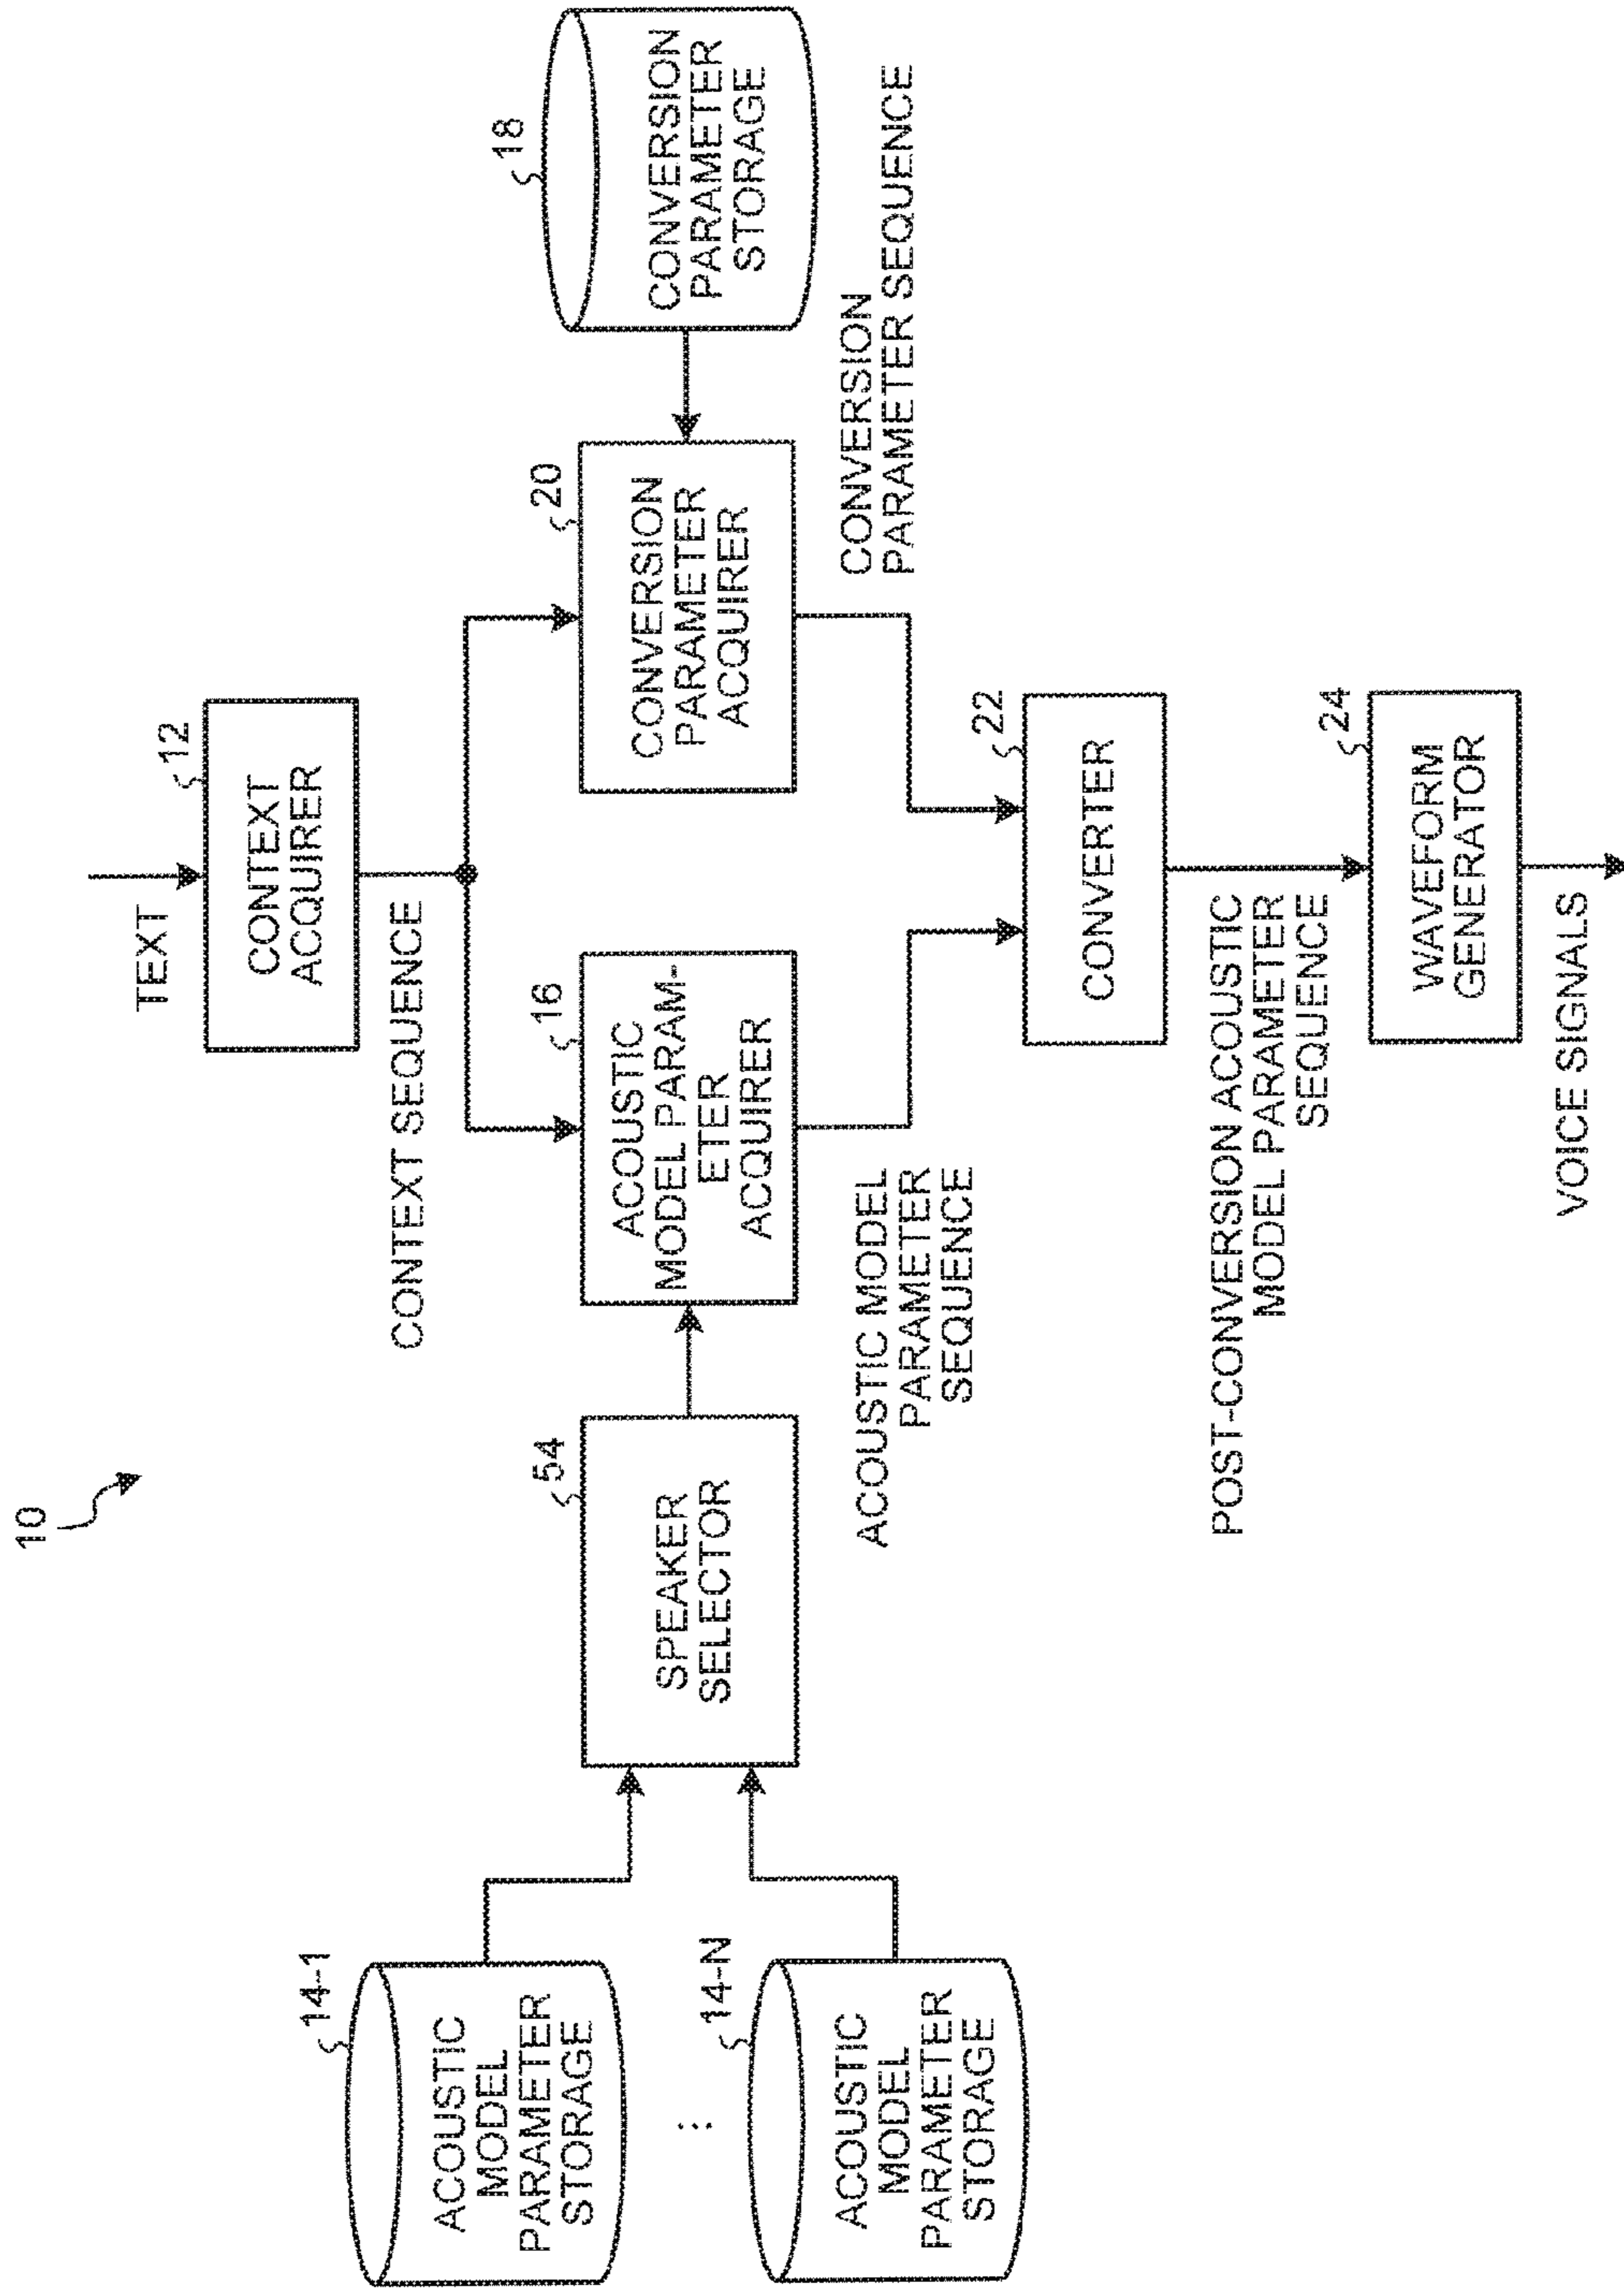 10
TEXT
12
CONTEXT
ACQUIRER
CONTEXT SEQUENCE
14-1
ACOUSTIC
MODEL
PARAMETER
STORAGE
⋮
14-N
ACOUSTIC
MODEL
PARAMETER
STORAGE
54
SPEAKER
SELECTOR
16
ACOUSTIC
MODEL PARAM-
ETER
ACQUIRER
20
CONVERSION
PARAMETER
ACQUIRER
18
CONVERSION
PARAMETER
STORAGE
ACOUSTIC MODEL
PARAMETER
SEQUENCE
CONVERSION
PARAMETER SEQUENCE
22
CONVERTER
POST-CONVERSION ACOUSTIC
MODEL PARAMETER
SEQUENCE
24
WAVEFORM
GENERATOR
VOICE SIGNALS